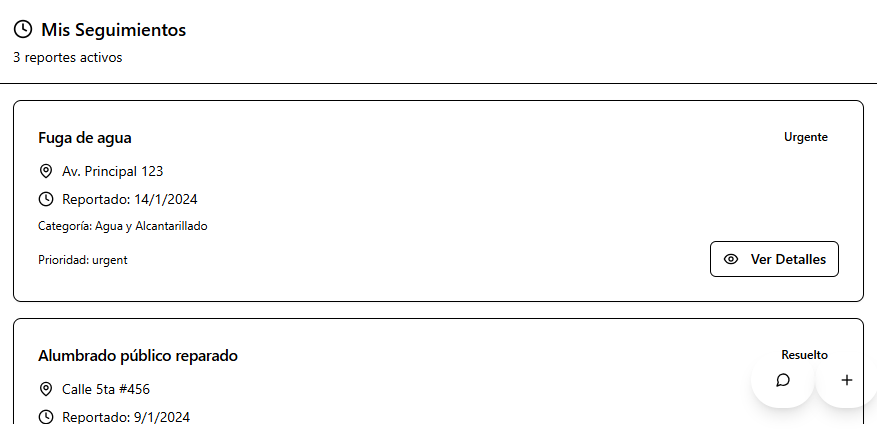 Mis Seguimientos
3 reportes activos
Fuga de agua
Urgente
Av. Principal 123
Reportado: 14/1/2024
Categoría: Agua y Alcantarillado
Prioridad: urgent
Ver Detalles
Alumbrado público reparado
Resuelto
Calle 5ta #456
Reportado: 9/1/2024